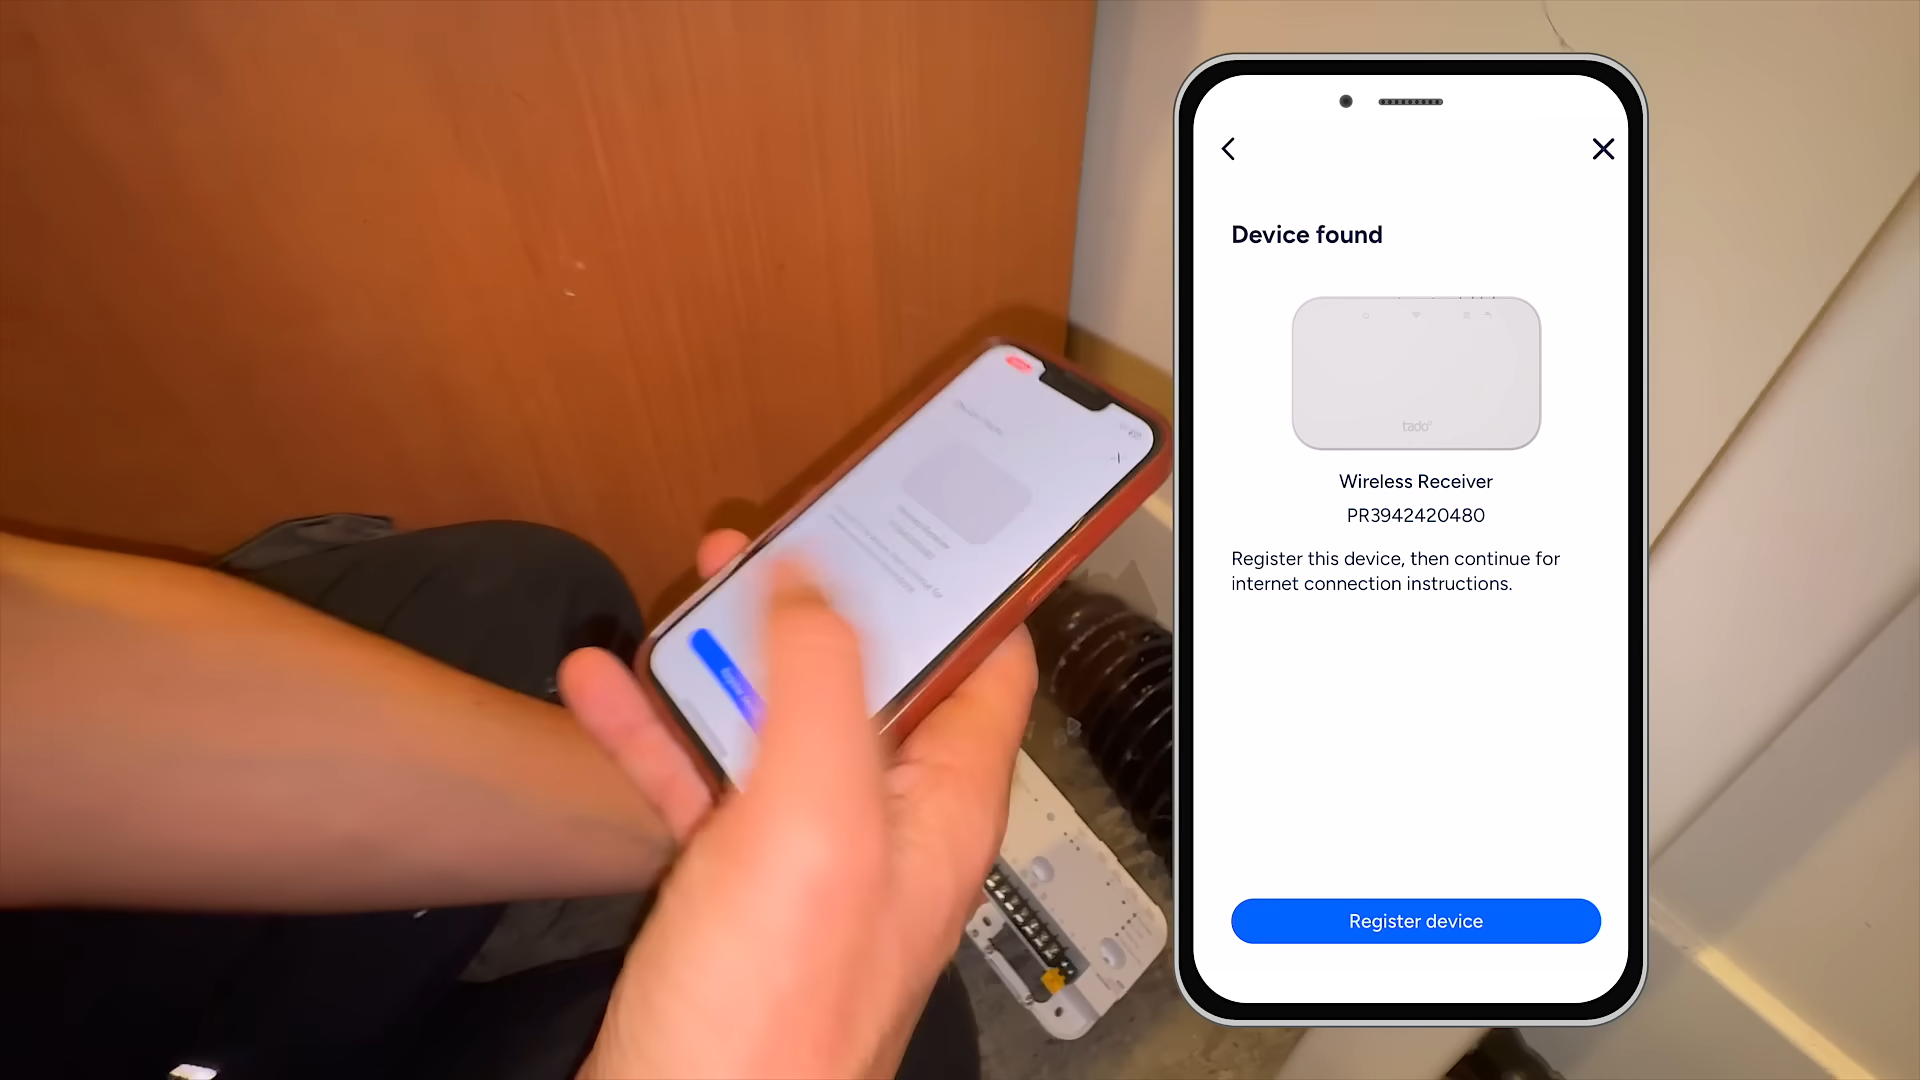 Device found
tado°
Wireless Receiver
PR3942420480
Register this device, then continue for
internet connection instructions.
Register device